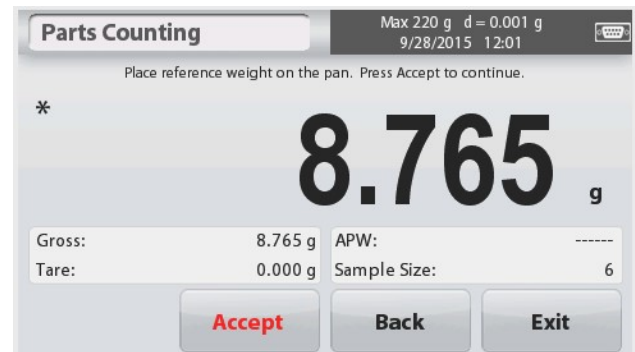 Parts Counting
Max 220 g d = 0.001 g
9/28/2015 12:01
Place reference weight on the pan. Press Accept to continue.
*
8.765 g
Gross: 8.765 g APW: ------
Tare: 0.000 g Sample Size: 6
Accept Back Exit